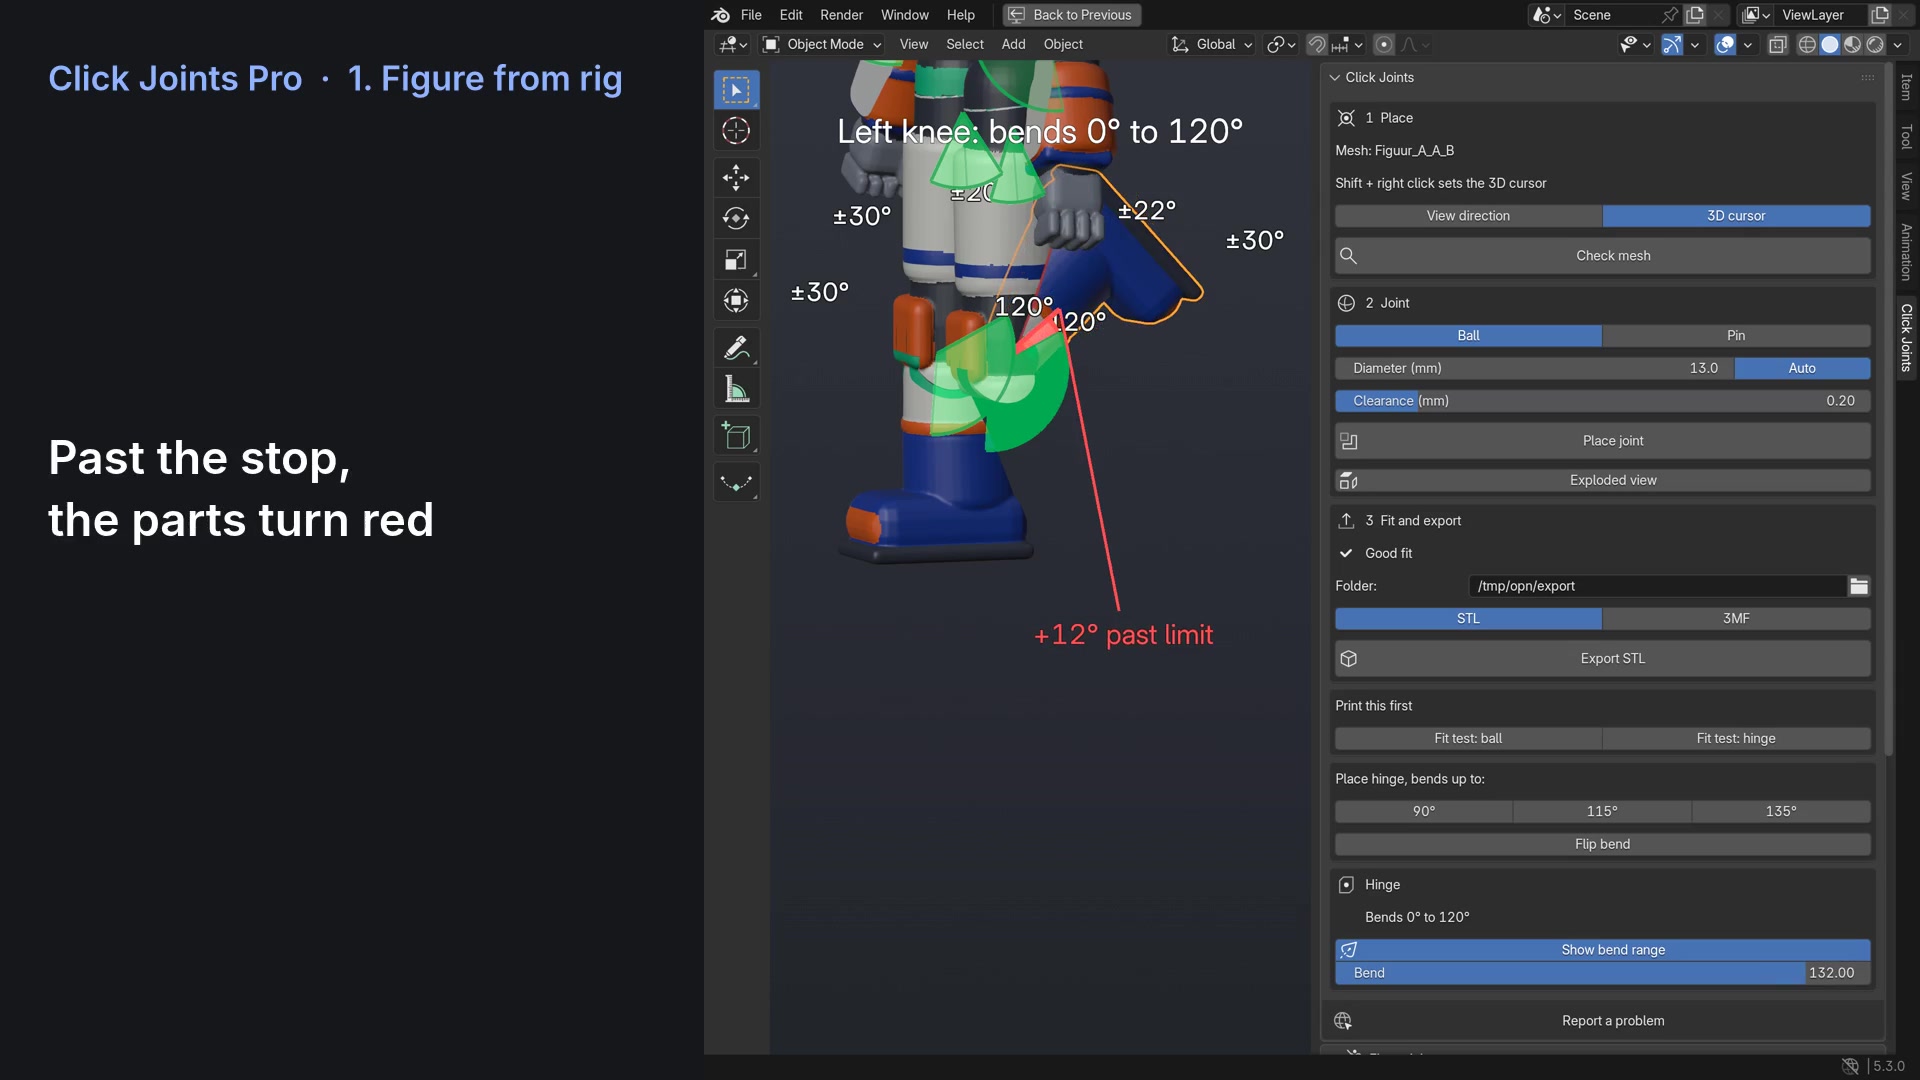 Click Joints Pro · 1. Figure from rig
Past the stop,
the parts turn red
File Edit Render Window Help Back to Previous Scene ViewLayer
Object Mode View Select Add Object Global
Left knee: bends 0° to 120°
±30°
±22°
±30°
±30°
120°
+12° past limit
Click Joints
1 Place
Mesh: Figuur_A_A_B
Shift + right click sets the 3D cursor
View direction 3D cursor
Check mesh
2 Joint
Ball Pin
Diameter (mm) 13.0 Auto
Clearance (mm) 0.20
Place joint
Exploded view
3 Fit and export
Good fit
Folder: /tmp/opn/export
STL 3MF
Export STL
Print this first
Fit test: ball Fit test: hinge
Place hinge, bends up to:
90° 115° 135°
Flip bend
Hinge
Bends 0° to 120°
Show bend range
Bend 132.00
Report a problem
Item
Tool
View
Animation
Click Joints
5.3.0